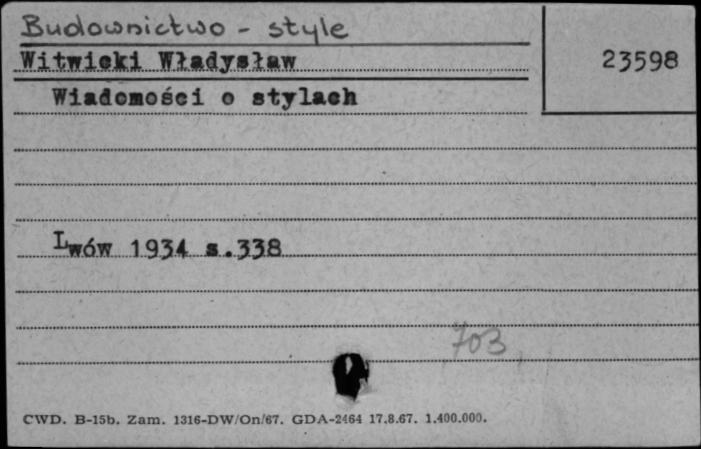 Budownictwo - style
Witwicki Władysław
23598
Wiadomości o stylach
Lwów 1934 s.338
703
CWD. B-15b. Zam. 1316-DW/On/67. GDA-2464 17.8.67. 1.400.000.